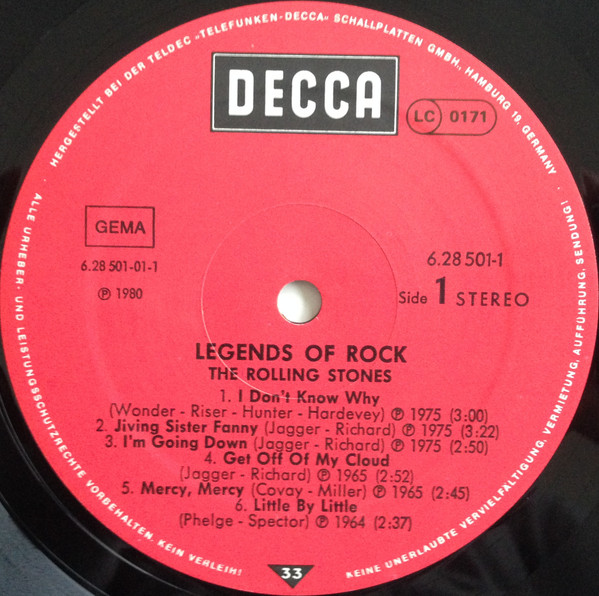 HERGESTELLT BEI DER TELDEC »TELEFUNKEN-DECCA« SCHALLPLATTEN GMBH., HAMBURG 19, GERMANY
DECCA
LC 0171
GEMA
6.28 501-01-1
℗ 1980
6.28 501-1
Side 1 STEREO
LEGENDS OF ROCK
THE ROLLING STONES
1. I Don't Know Why
(Wonder - Riser - Hunter - Hardevey) ℗ 1975 (3:00)
2. Jiving Sister Fanny (Jagger - Richard) ℗ 1975 (3:22)
3. I'm Going Down (Jagger - Richard) ℗ 1975 (2:50)
4. Get Off Of My Cloud
(Jagger - Richard) ℗ 1965 (2:52)
5. Mercy, Mercy (Covay - Miller) ℗ 1965 (2:45)
6. Little By Little
(Phelge - Spector) ℗ 1964 (2:37)
33
ALLE URHEBER- UND LEISTUNGSSCHUTZRECHTE VORBEHALTEN. KEIN VERLEIH!
KEINE UNERLAUBTE VERVIELFÄLTIGUNG, VERMIETUNG, AUFFÜHRUNG, SENDUNG!